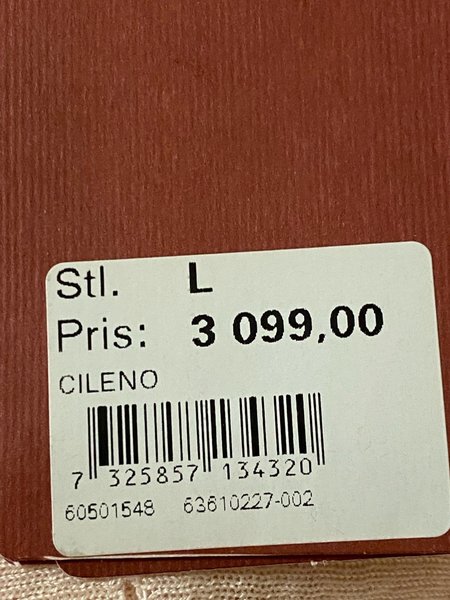 Stl. L
Pris: 3 099,00
CILENO
7 325857 134320
60501548 63610227-002